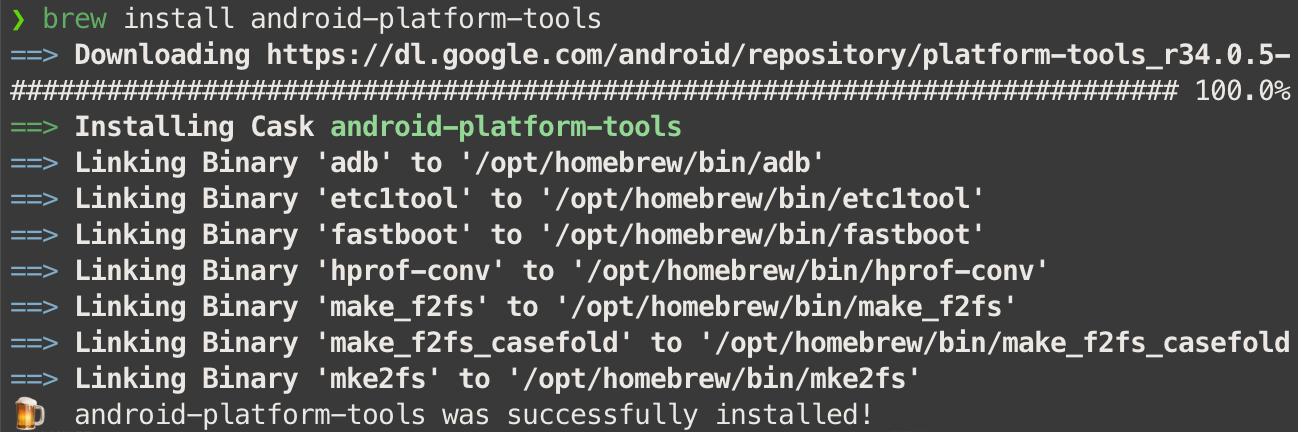 ❯ brew install android-platform-tools
==> Downloading https://dl.google.com/android/repository/platform-tools_r34.0.5-
######################################################################### 100.0%
==> Installing Cask android-platform-tools
==> Linking Binary 'adb' to '/opt/homebrew/bin/adb'
==> Linking Binary 'etc1tool' to '/opt/homebrew/bin/etc1tool'
==> Linking Binary 'fastboot' to '/opt/homebrew/bin/fastboot'
==> Linking Binary 'hprof-conv' to '/opt/homebrew/bin/hprof-conv'
==> Linking Binary 'make_f2fs' to '/opt/homebrew/bin/make_f2fs'
==> Linking Binary 'make_f2fs_casefold' to '/opt/homebrew/bin/make_f2fs_casefold
==> Linking Binary 'mke2fs' to '/opt/homebrew/bin/mke2fs'
🍺 android-platform-tools was successfully installed!